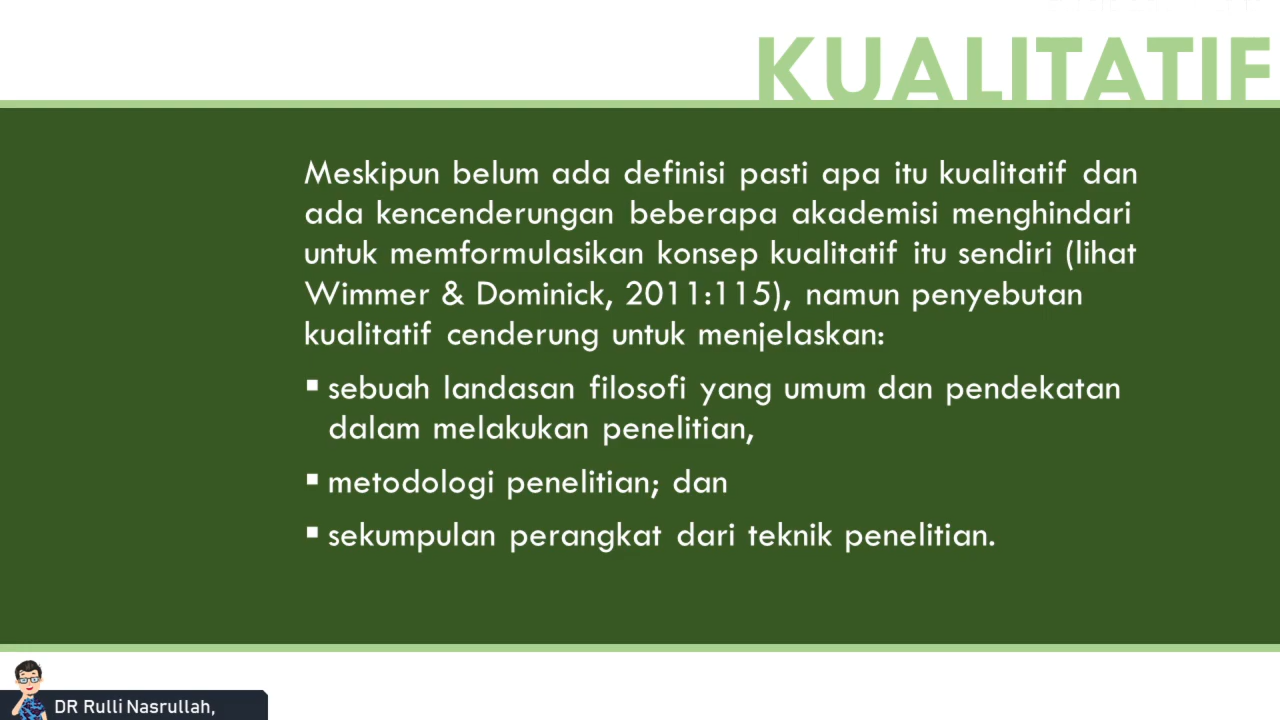 KUALITATIF
Meskipun belum ada definisi pasti apa itu kualitatif dan
ada kencenderungan beberapa akademisi menghindari
untuk memformulasikan konsep kualitatif itu sendiri (lihat
Wimmer & Dominick, 2011:115), namun penyebutan
kualitatif cenderung untuk menjelaskan:
▪ sebuah landasan filosofi yang umum dan pendekatan
dalam melakukan penelitian,
▪ metodologi penelitian; dan
▪ sekumpulan perangkat dari teknik penelitian.
DR Rulli Nasrullah,